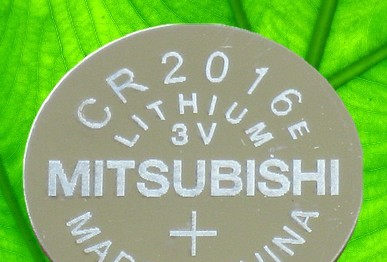 CR2016E
LITHIUM
3V
MITSUBISHI
+